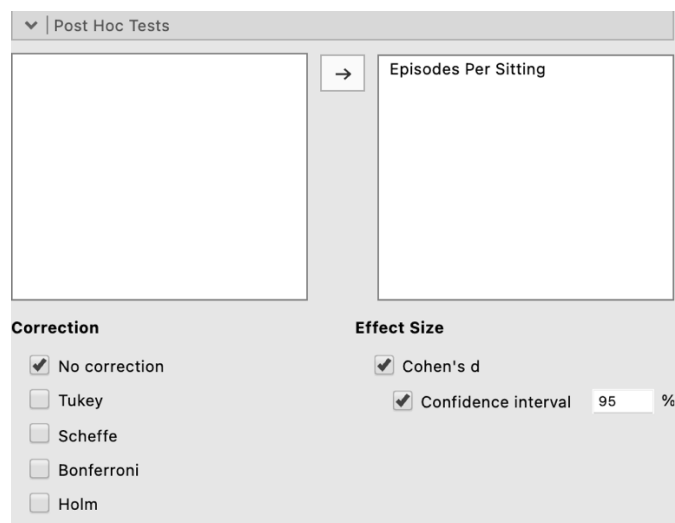 Post Hoc Tests
Episodes Per Sitting
Correction
No correction
Tukey
Scheffe
Bonferroni
Holm
Effect Size
Cohen's d
Confidence interval 95 %